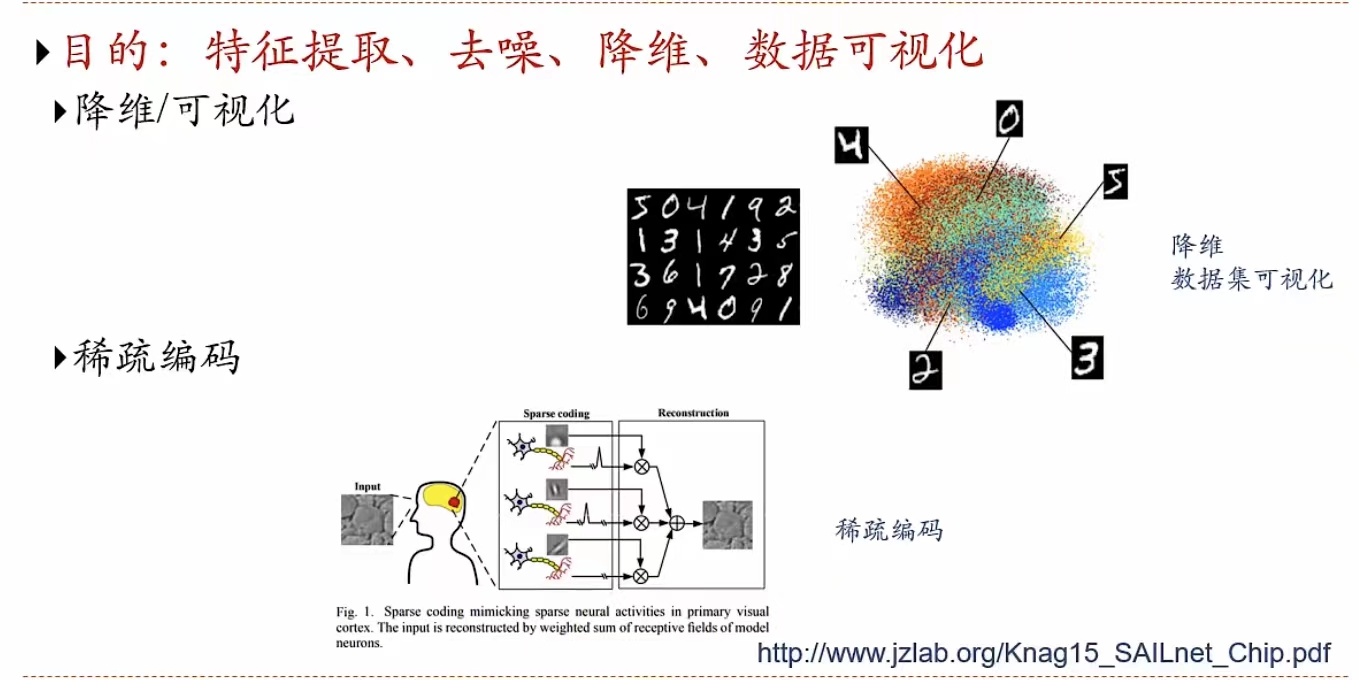 目的：特征提取、去噪、降维、数据可视化
降维/可视化
4
0
5
5 0 4 1 9 2
1 3 1 4 3 5
3 6 1 7 2 8
6 9 4 0 9 1
降维
数据集可视化
2
3
稀疏编码
Sparse coding
Reconstruction
Input
稀疏编码
Fig. 1. Sparse coding mimicking sparse neural activities in primary visual
cortex. The input is reconstructed by weighted sum of receptive fields of model
neurons.
http://www.jzlab.org/Knag15_SAILnet_Chip.pdf